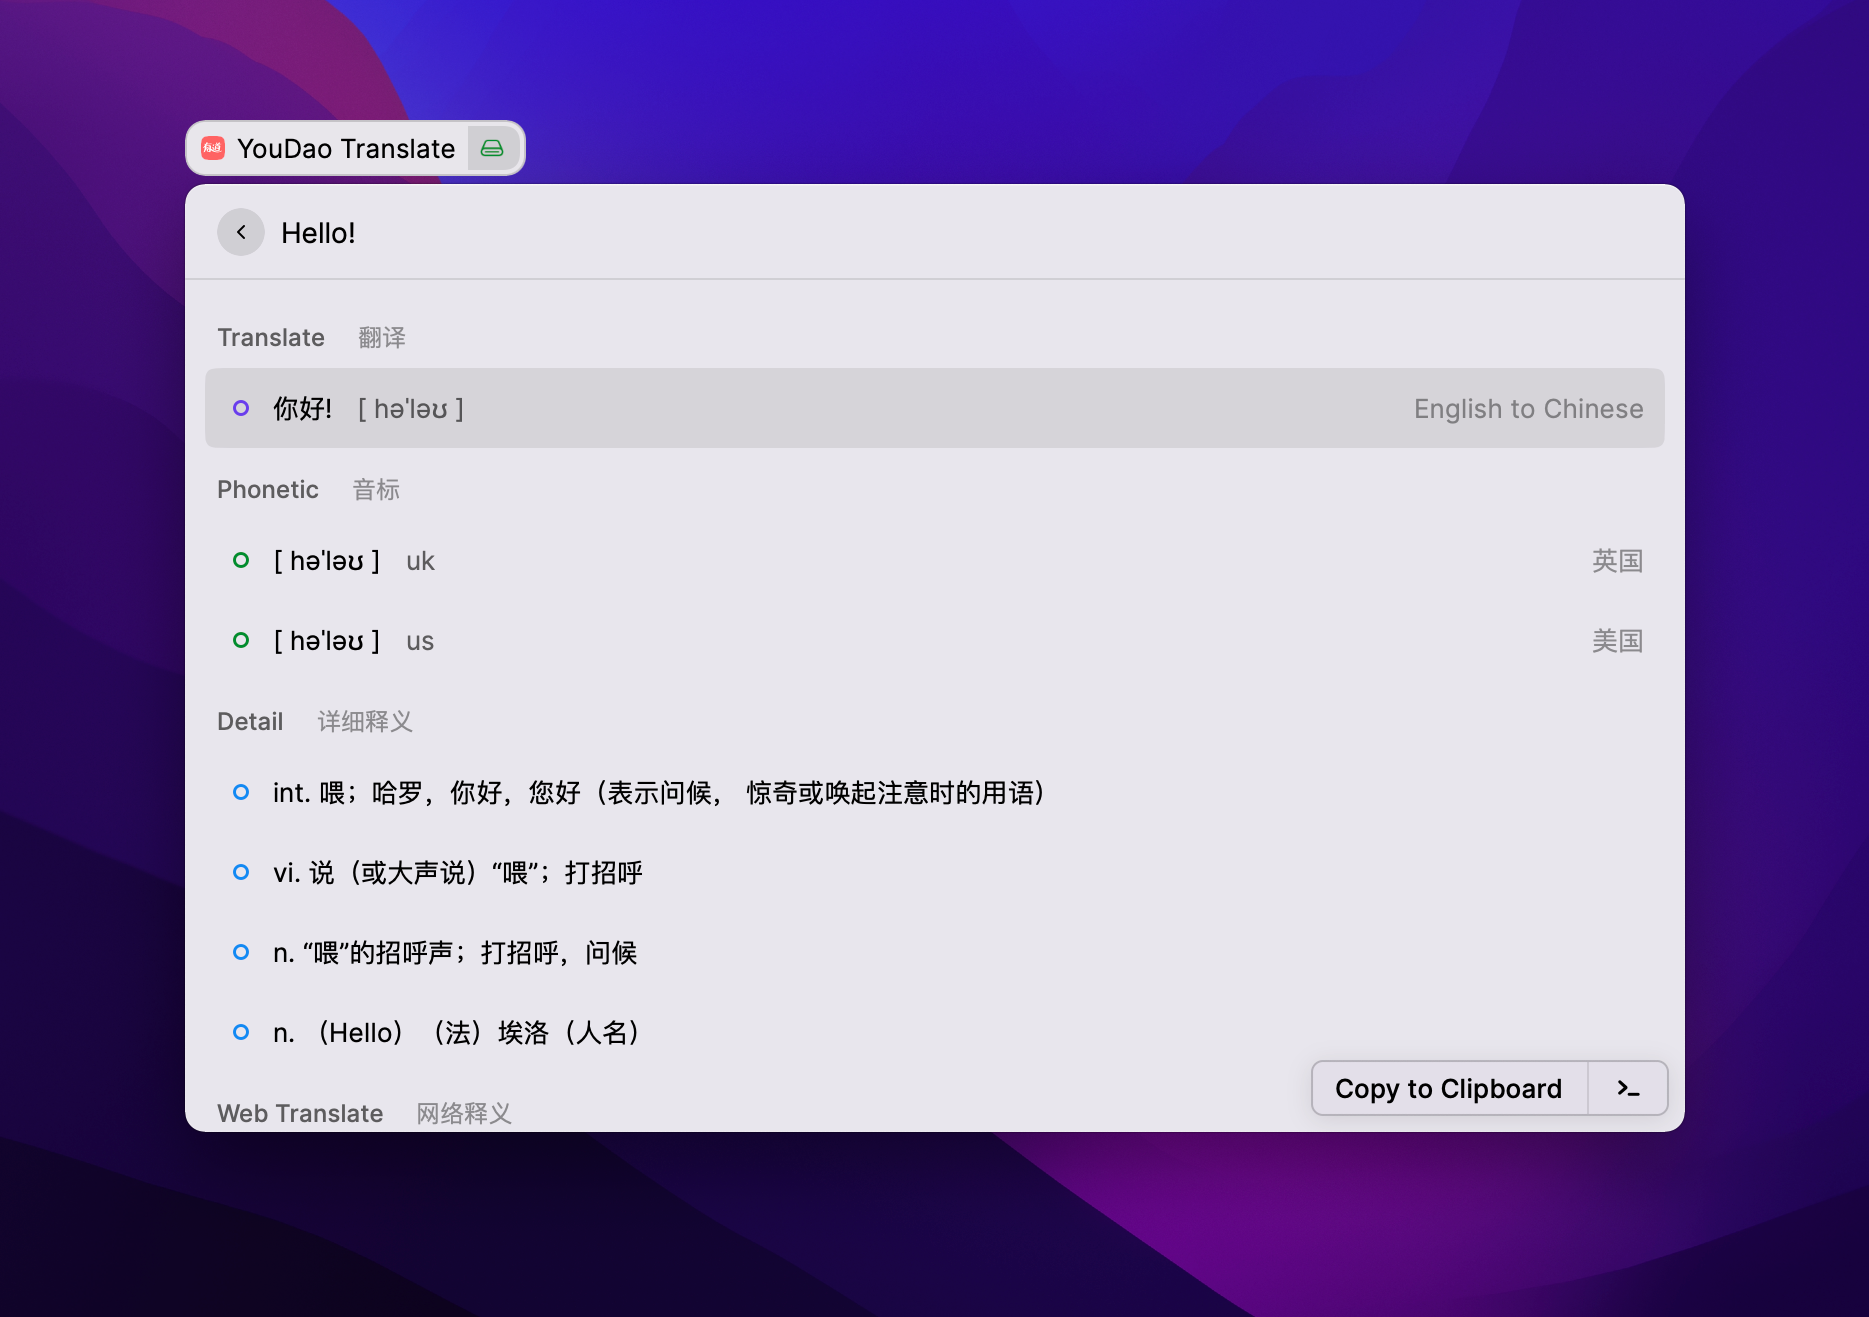 有道 YouDao Translate
Hello!
Translate 翻译
你好! [ hə'ləʊ ] English to Chinese
Phonetic 音标
[ hə'ləʊ ] uk 英国
[ hə'ləʊ ] us 美国
Detail 详细释义
int. 喂；哈罗，你好，您好（表示问候， 惊奇或唤起注意时的用语）
vi. 说（或大声说）“喂”；打招呼
n. “喂”的招呼声；打招呼，问候
n. （Hello）（法）埃洛（人名）
Copy to Clipboard
Web Translate 网络释义